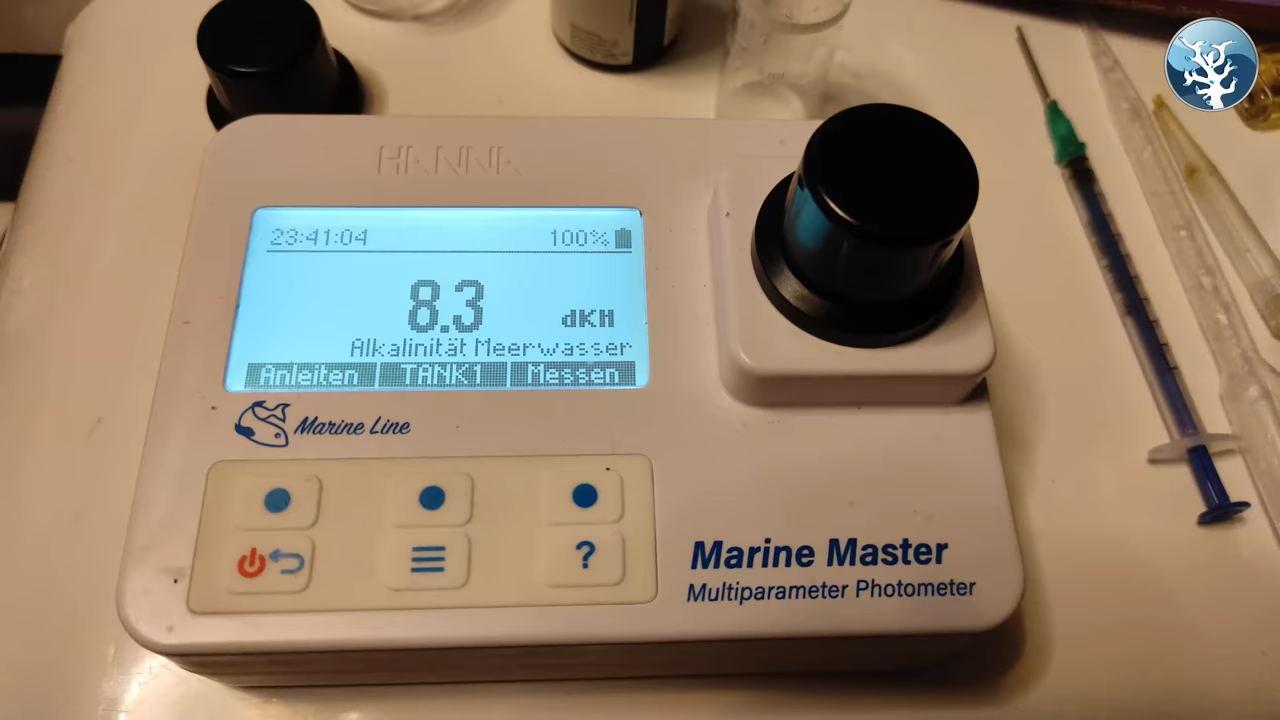 HANNA
23:41:04 100%
8.3 dKH
Alkalinität Meerwasser
Anleiten TANK1 Messen
Marine Line
?
Marine Master
Multiparameter Photometer